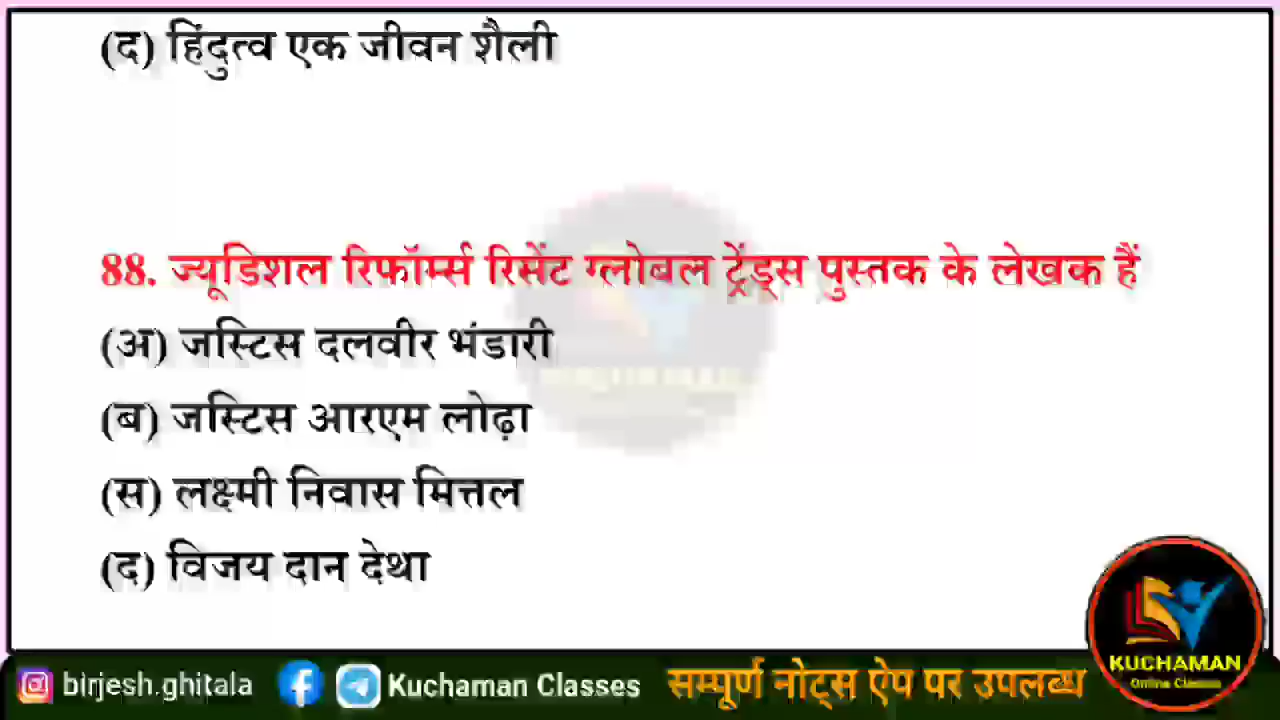 (द) हिंदुत्व एक जीवन शैली
88. ज्यूडिशल रिफॉर्म्स रिसेंट ग्लोबल ट्रेंड्स पुस्तक के लेखक हैं
(अ) जस्टिस दलवीर भंडारी
(ब) जस्टिस आरएम लोढ़ा
(स) लक्ष्मी निवास मित्तल
(द) विजय दान देथा
KUCHAMAN
Online Classes
birjesh.ghitala Kuchaman Classes सम्पूर्ण नोट्स ऐप पर उपलब्ध